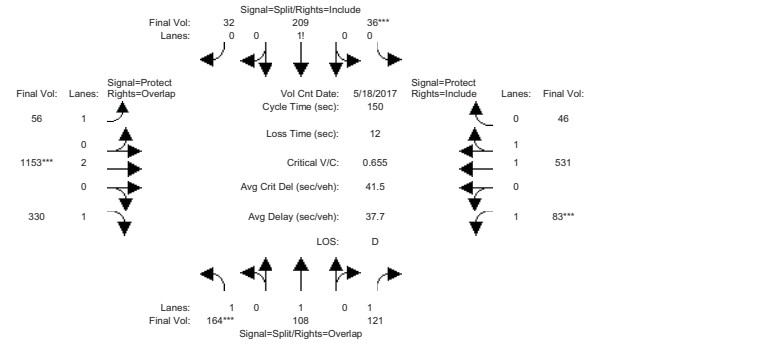 Signal=Split/Rights=Include
Final Vol: 32 209 36***
Lanes: 0 0 1! 0 0
Signal=Protect
Final Vol: Lanes: Rights=Overlap
Vol Cnt Date: 5/18/2017
Signal=Protect
Rights=Include Lanes: Final Vol:
Cycle Time (sec): 150
56 1
0 46
Loss Time (sec): 12
0
1
1153*** 2
Critical V/C: 0.655
1 531
0
Avg Crit Del (sec/veh): 41.5
0
330 1
Avg Delay (sec/veh): 37.7
1 83***
LOS: D
Lanes: 1 0 1 0 1
Final Vol: 164*** 108 121
Signal=Split/Rights=Overlap